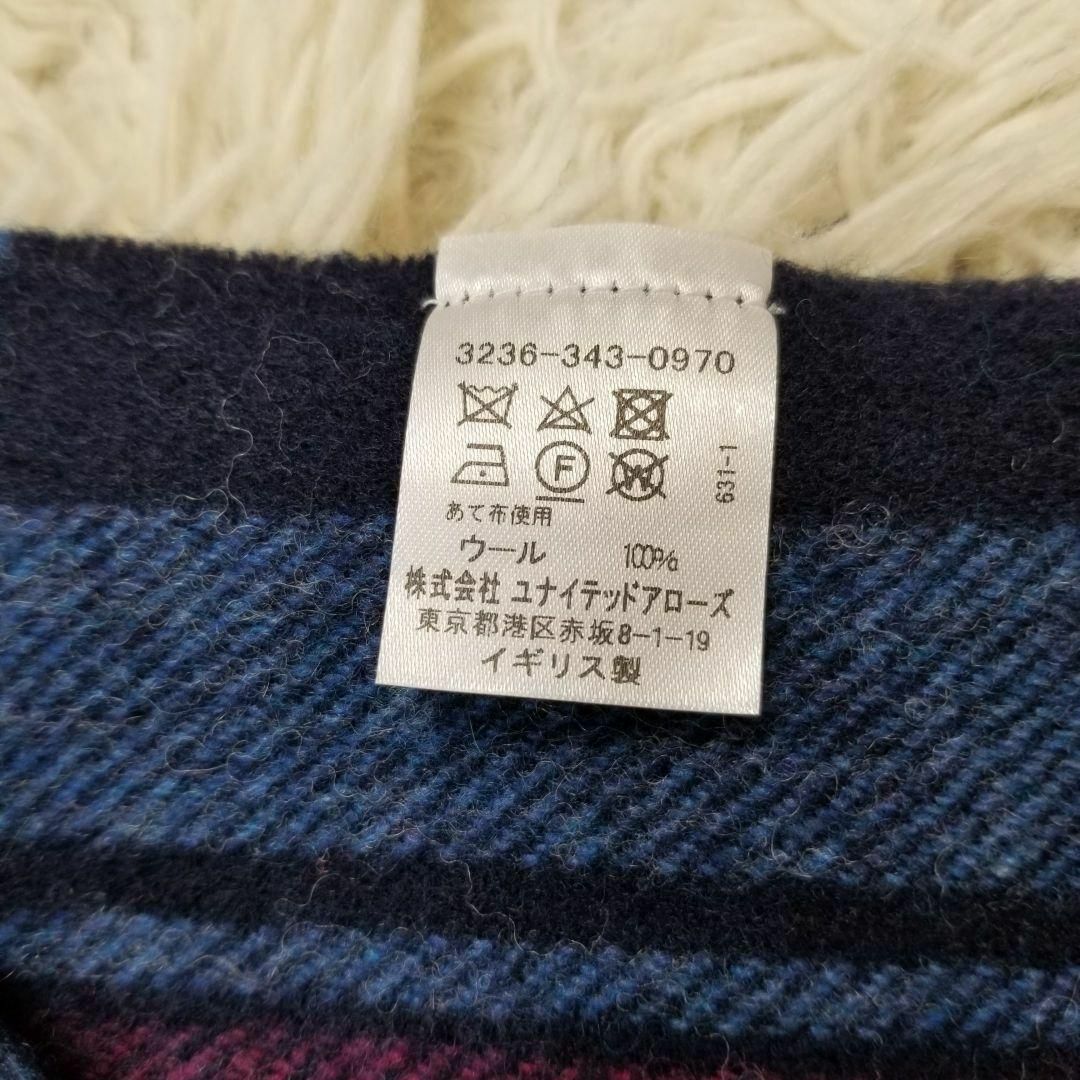 3236-343-0970
F W
631-1
あて布使用
ウール 100%
株式会社 ユナイテッドアローズ
東京都港区赤坂8-1-19
イギリス製